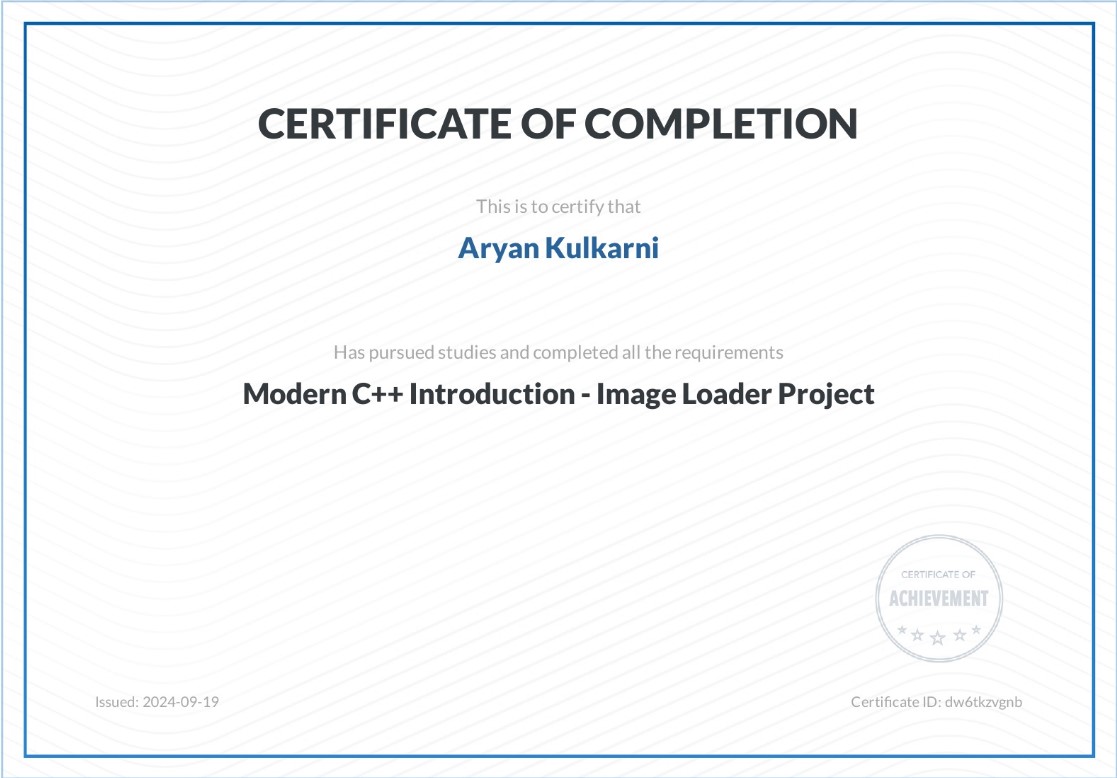 CERTIFICATE OF COMPLETION
This is to certify that
Aryan Kulkarni
Has pursued studies and completed all the requirements
Modern C++ Introduction - Image Loader Project
CERTIFICATE OF
ACHIEVEMENT
Issued: 2024-09-19
Certificate ID: dw6tkzvgnb